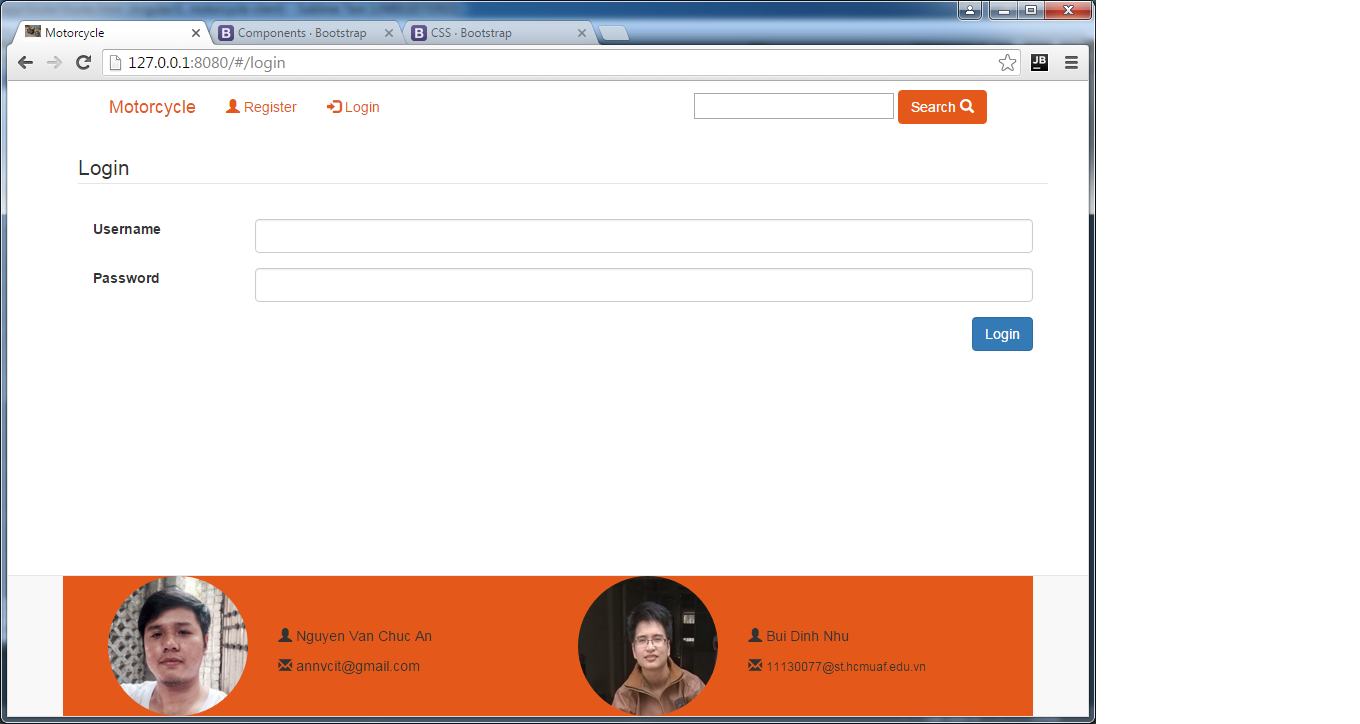 Motorcycle
Components · Bootstrap
CSS · Bootstrap
127.0.0.1:8080/#/login
JB
Motorcycle Register Login Search
Login
Username
Password
Login
Nguyen Van Chuc An Bui Dinh Nhu
annvcit@gmail.com 11130077@st.hcmuaf.edu.vn